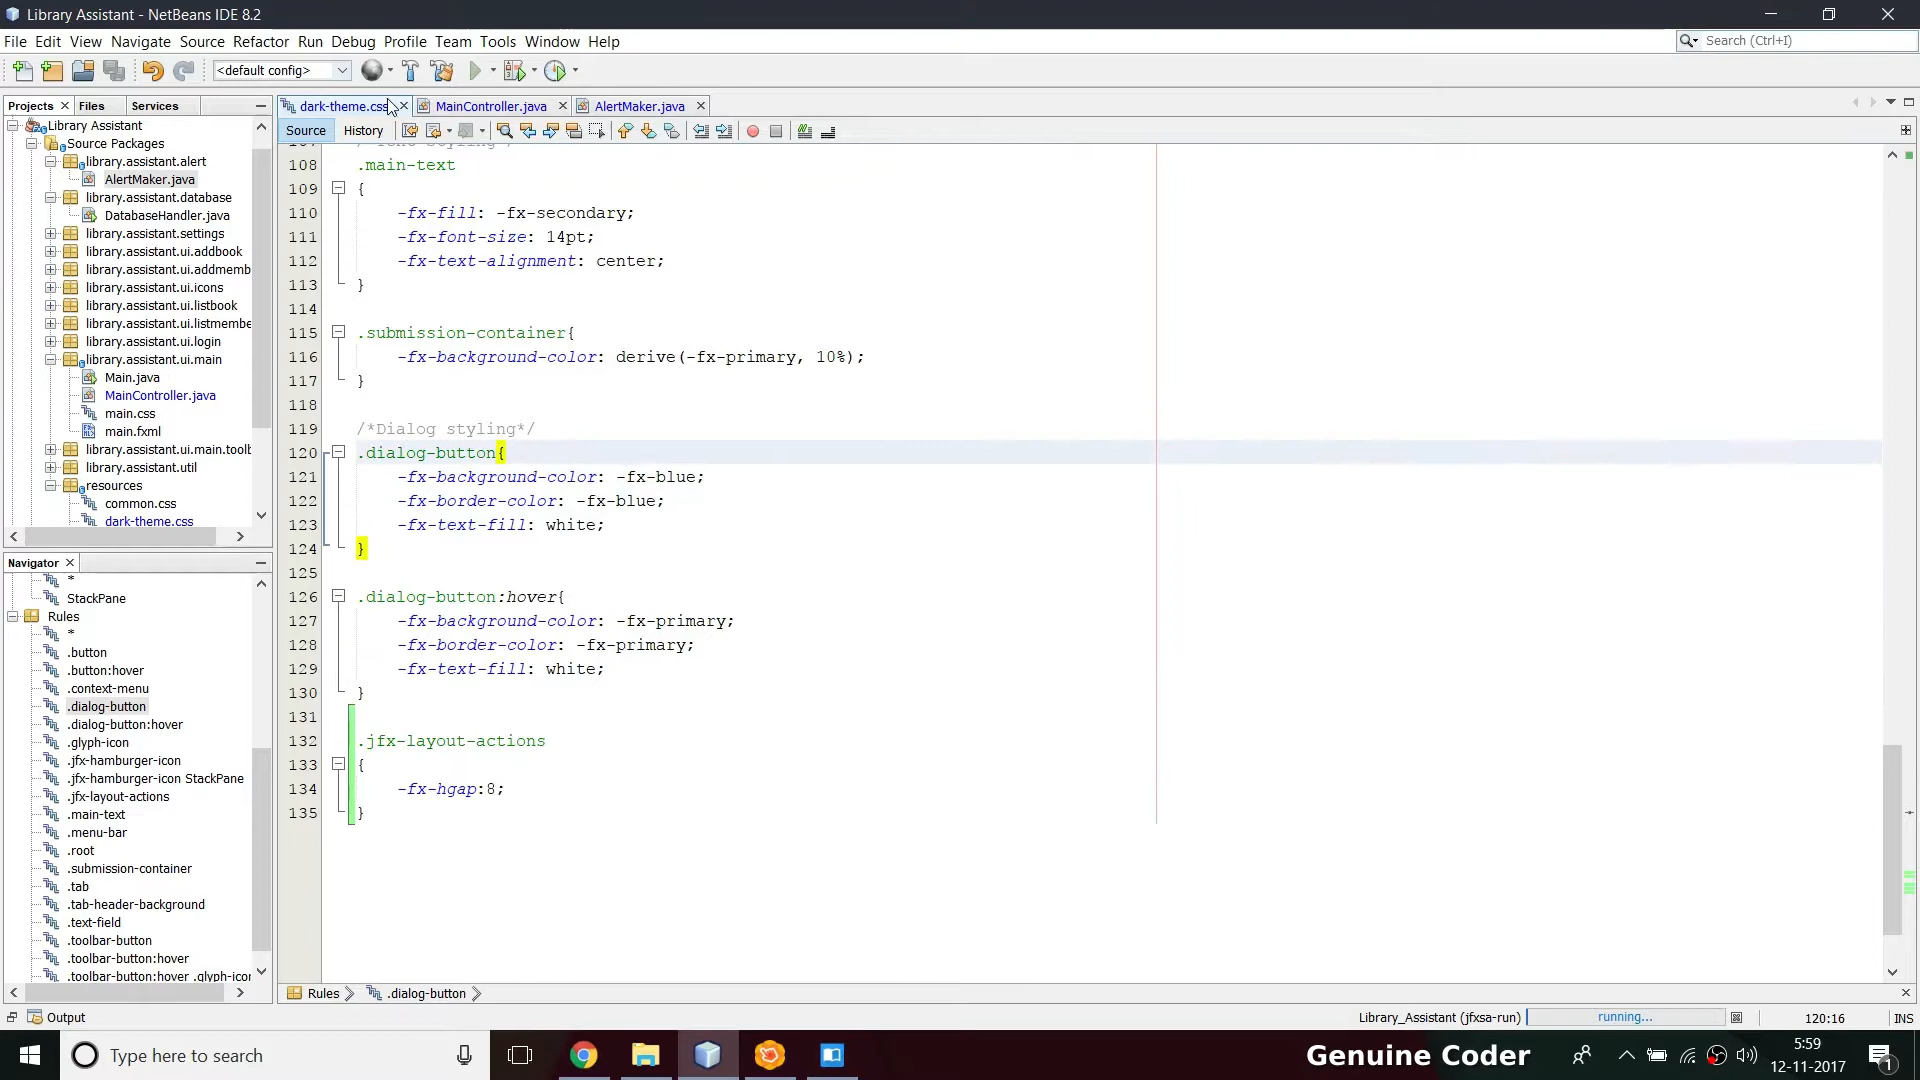 Library Assistant - NetBeans IDE 8.2
File Edit View Navigate Source Refactor Run Debug Profile Team Tools Window Help
Search (Ctrl+I)
<default config>
Projects Files Services
dark-theme.css MainController.java AlertMaker.java
Source History
Library Assistant
Source Packages
library.assistant.alert
AlertMaker.java
library.assistant.database
DatabaseHandler.java
library.assistant.settings
library.assistant.ui.addbook
library.assistant.ui.addmemb
library.assistant.ui.icons
library.assistant.ui.listbook
library.assistant.ui.listmembe
library.assistant.ui.login
library.assistant.ui.main
Main.java
MainController.java
main.css
main.fxml
library.assistant.ui.main.toolb
library.assistant.util
resources
common.css
dark-theme.css
Navigator
*
StackPane
Rules
*
.button
.button:hover
.context-menu
.dialog-button
.dialog-button:hover
.glyph-icon
.jfx-hamburger-icon
.jfx-hamburger-icon StackPane
.jfx-layout-actions
.main-text
.menu-bar
.root
.submission-container
.tab
.tab-header-background
.text-field
.toolbar-button
.toolbar-button:hover
.toolbar-button:hover .glyph-icon
108 .main-text
109 {
110 -fx-fill: -fx-secondary;
111 -fx-font-size: 14pt;
112 -fx-text-alignment: center;
113 }
114
115 .submission-container{
116 -fx-background-color: derive(-fx-primary, 10%);
117 }
118
119 /*Dialog styling*/
120 .dialog-button{
121 -fx-background-color: -fx-blue;
122 -fx-border-color: -fx-blue;
123 -fx-text-fill: white;
124 }
125
126 .dialog-button:hover{
127 -fx-background-color: -fx-primary;
128 -fx-border-color: -fx-primary;
129 -fx-text-fill: white;
130 }
131
132 .jfx-layout-actions
133 {
134 -fx-hgap:8;
135 }
Rules .dialog-button
Output
Library_Assistant (jfxsa-run) running... 120:16 INS
Type here to search
Genuine Coder
5:59
12-11-2017
1